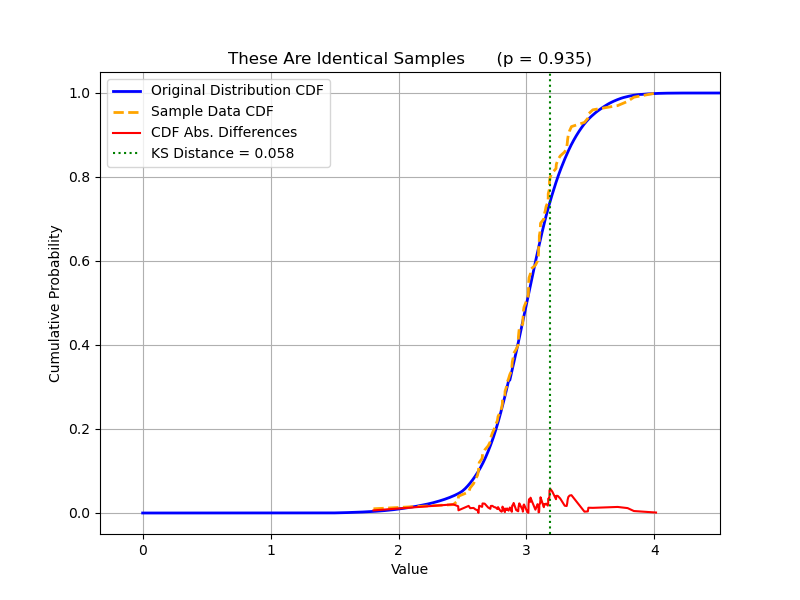 These Are Identical Samples (p = 0.935)
Original Distribution CDF
Sample Data CDF
CDF Abs. Differences
KS Distance = 0.058
1.0
0.8
0.6
0.4
0.2
0.0
Cumulative Probability
0 1 2 3 4
Value